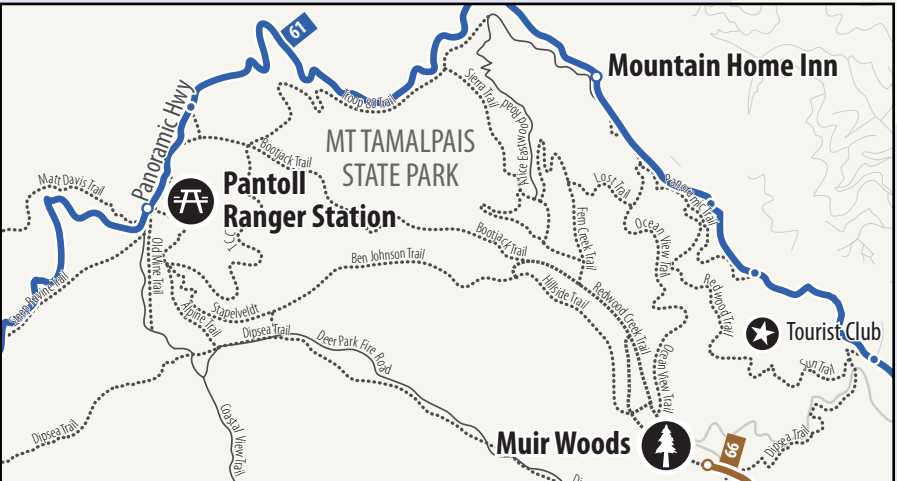 61
Mountain Home Inn
Panoramic Hwy
Troop 80 Trail
Sierra Trail
Alice Eastwood Road
MT TAMALPAIS
STATE PARK
Bootjack Trail
Matt Davis Trail
Pantoll
Ranger Station
Lost Trail
Panoramic Trail
Fern Creek Trail
Ocean View Trail
Bootjack Trail
Old Mine Trail
TCC
Ben Johnson Trail
Steep Ravine Trail
Hillside Trail
Redwood Creek Trail
Redwood Trail
Stapelveldt
Alpine Trail
Dipsea Trail
Deer Park Fire Road
Tourist Club
Ocean View Trail
Sun Trail
Coastal View Trail
Dipsea Trail
Muir Woods
66
Dipsea Trail